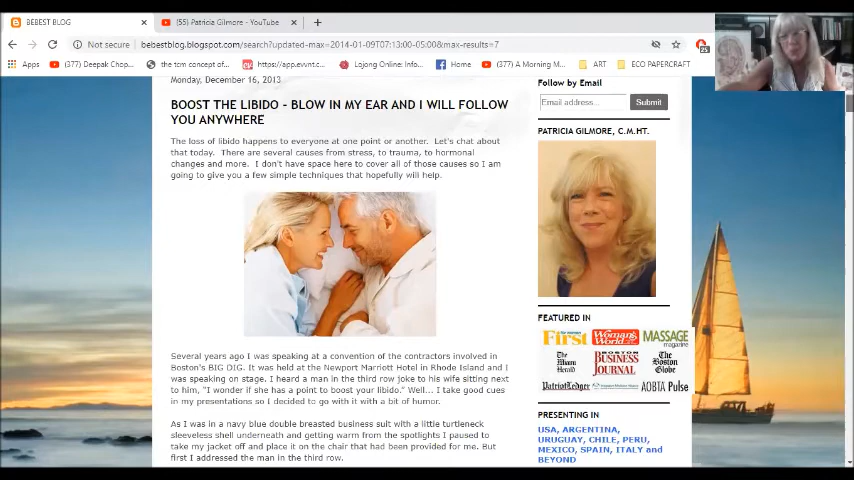 BEBEST BLOG
(55) Patricia Gilmore - YouTube
Not secure
bebestblog.blogspot.com/search?updated-max=2014-01-09T07:13:00-05:00&max-results=7
Apps
(377) Deepak Chop...
the tcm concept of...
https://app.evvnt.c...
Lojong Online: Info...
Home
(377) A Morning M...
ART
ECO PAPERCRAFT
Monday, December 16, 2013
BOOST THE LIBIDO - BLOW IN MY EAR AND I WILL FOLLOW
YOU ANYWHERE
The loss of libido happens to everyone at one point or another. Let's chat about
that today. There are several causes from stress, to trauma, to hormonal
changes and more. I don't have space here to cover all of those causes so I am
going to give you a few simple techniques that hopefully will help.
Several years ago I was speaking at a convention of the contractors involved in
Boston's BIG DIG. It was held at the Newport Marriott Hotel in Rhode Island and I
was speaking on stage. I heard a man in the third row joke to his wife sitting next
to him, "I wonder if she has a point to boost your libido." Well... I take good cues
in my presentations so I decided to go with it with a bit of humor.
As I was in a navy blue double breasted business suit with a little turtleneck
sleeveless shell underneath and getting warm from the spotlights I paused to
take my jacket off and place it on the chair that had been provided for me. But
first I addressed the man in the third row.
Follow by Email
Email address...
Submit
PATRICIA GILMORE, C.M.HT.
FEATURED IN
First
Woman's World
MASSAGE
magazine
The Miami Herald
BOSTON BUSINESS JOURNAL
The Boston Globe
Patriot Ledger
AOBTA Pulse
PRESENTING IN
USA, ARGENTINA,
URUGUAY, CHILE, PERU,
MEXICO, SPAIN, ITALY and
BEYOND